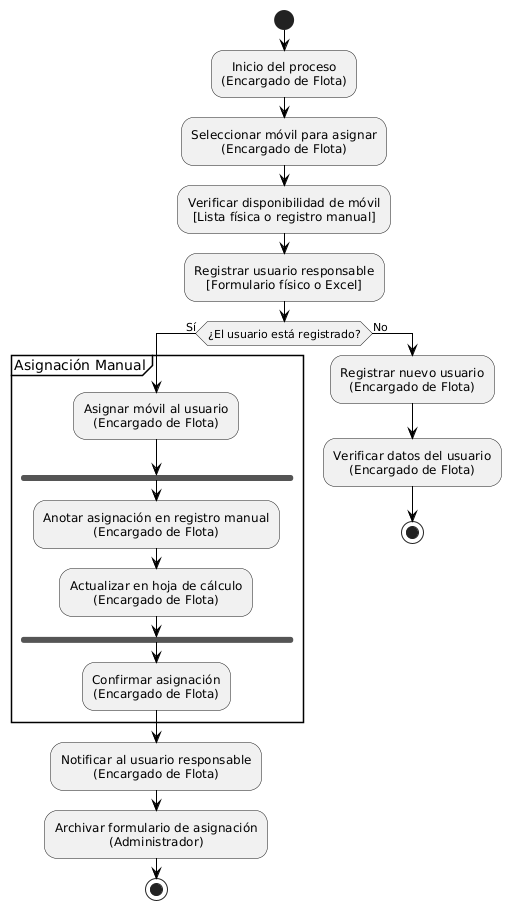 Inicio del proceso
(Encargado de Flota)
Seleccionar móvil para asignar
(Encargado de Flota)
Verificar disponibilidad de móvil
[Lista física o registro manual]
Registrar usuario responsable
[Formulario físico o Excel]
Sí
¿El usuario está registrado?
No
Asignación Manual
Asignar móvil al usuario
(Encargado de Flota)
Anotar asignación en registro manual
(Encargado de Flota)
Actualizar en hoja de cálculo
(Encargado de Flota)
Confirmar asignación
(Encargado de Flota)
Notificar al usuario responsable
(Encargado de Flota)
Archivar formulario de asignación
(Administrador)
Registrar nuevo usuario
(Encargado de Flota)
Verificar datos del usuario
(Encargado de Flota)